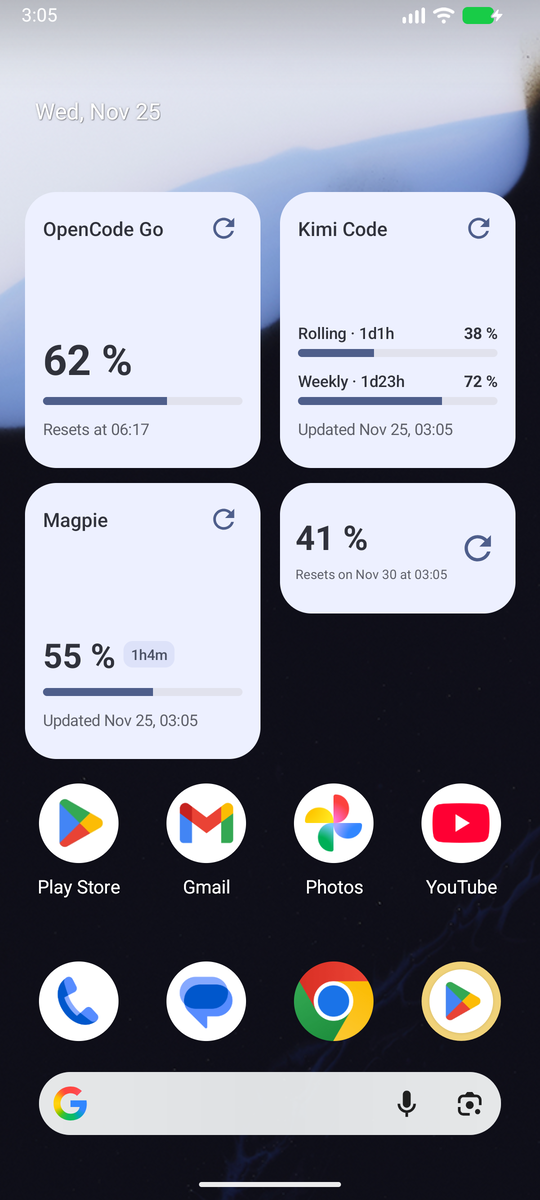 3:05
Wed, Nov 25
OpenCode Go
62 %
Resets at 06:17
Kimi Code
Rolling · 1d1h 38 %
Weekly · 1d23h 72 %
Updated Nov 25, 03:05
Magpie
55 % 1h4m
Updated Nov 25, 03:05
41 %
Resets on Nov 30 at 03:05
Play Store Gmail Photos YouTube